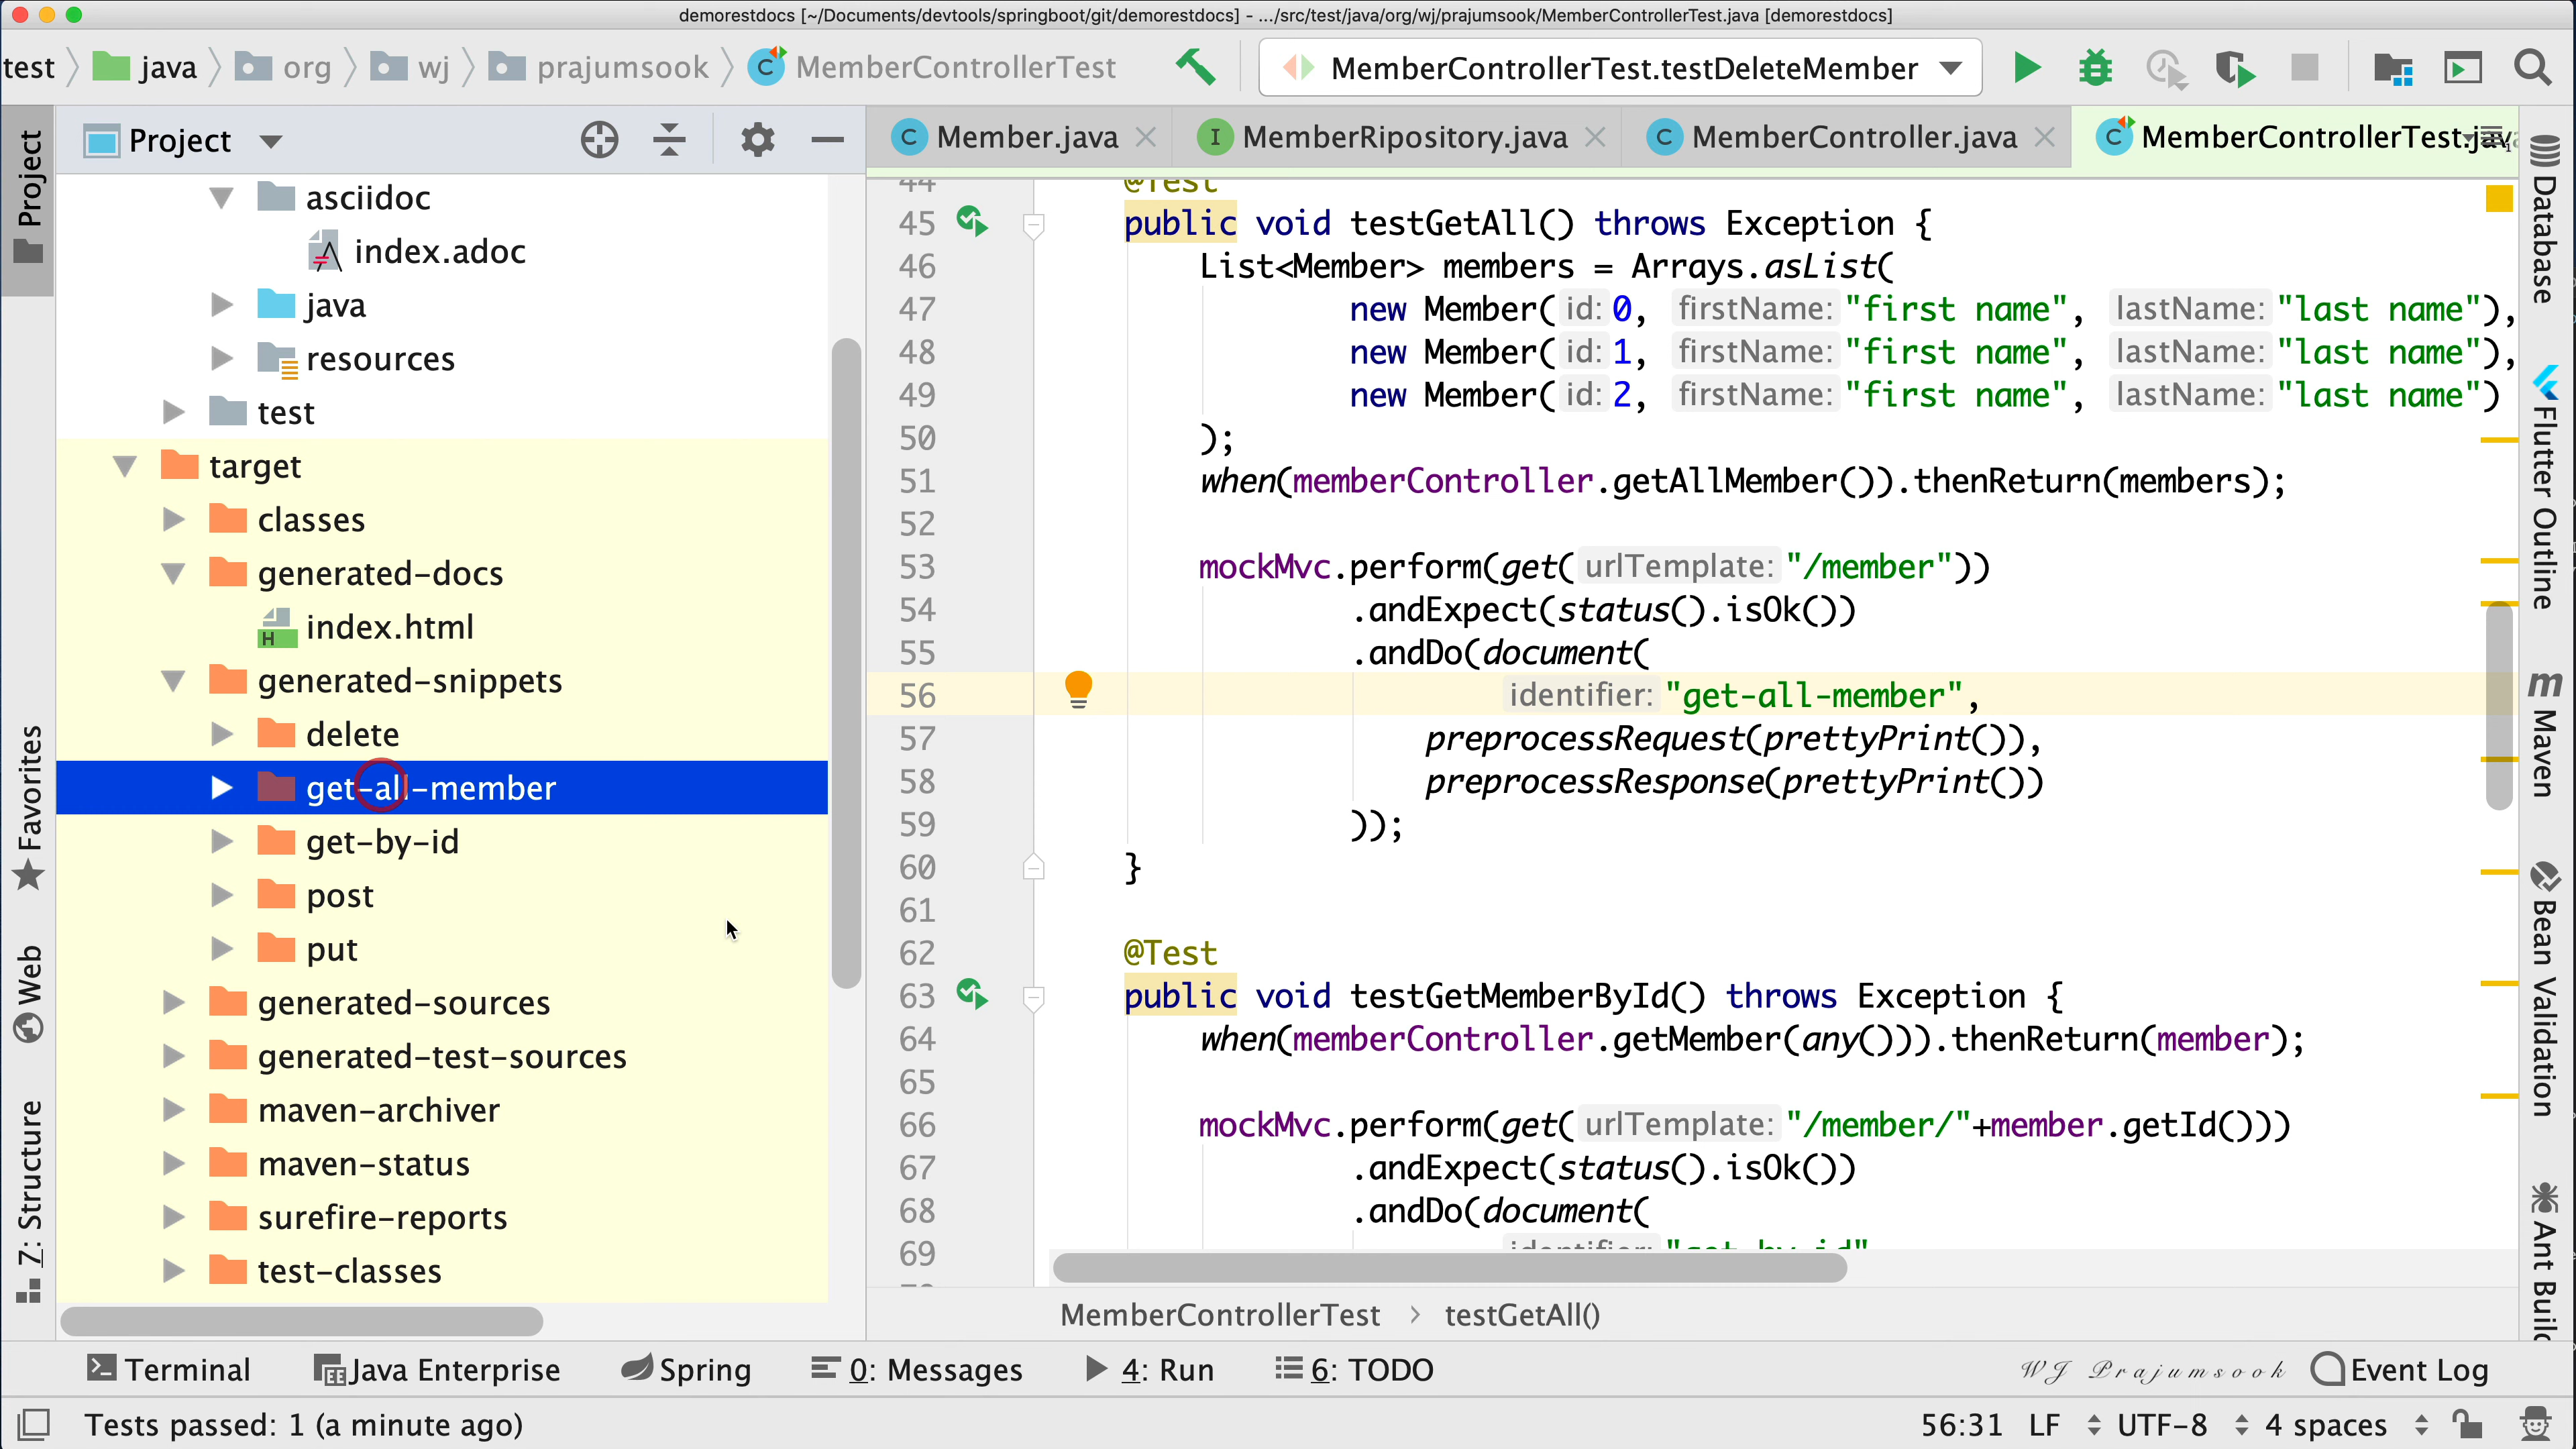 demorestdocs [~/Documents/devtools/springboot/git/demorestdocs] - .../src/test/java/org/wj/prajumsook/MemberControllerTest.java [demorestdocs]
test java org wj prajumsook MemberControllerTest MemberControllerTest.testDeleteMember
Project
Member.java MemberRipository.java MemberController.java MemberControllerTest.java
Project
Favorites
Web
Z: Structure
asciidoc
index.adoc
java
resources
test
target
classes
generated-docs
index.html
generated-snippets
delete
get-all-member
get-by-id
post
put
generated-sources
generated-test-sources
maven-archiver
maven-status
surefire-reports
test-classes
44 @Test
45 public void testGetAll() throws Exception {
46 List<Member> members = Arrays.asList(
47 new Member( id: 0, firstName: "first name", lastName: "last name"),
48 new Member( id: 1, firstName: "first name", lastName: "last name"),
49 new Member( id: 2, firstName: "first name", lastName: "last name")
50 );
51 when(memberController.getAllMember()).thenReturn(members);
52
53 mockMvc.perform(get( urlTemplate: "/member"))
54 .andExpect(status().isOk())
55 .andDo(document(
56 identifier: "get-all-member",
57 preprocessRequest(prettyPrint()),
58 preprocessResponse(prettyPrint())
59 ));
60 }
61
62 @Test
63 public void testGetMemberById() throws Exception {
64 when(memberController.getMember(any())).thenReturn(member);
65
66 mockMvc.perform(get( urlTemplate: "/member/"+member.getId()))
67 .andExpect(status().isOk())
68 .andDo(document(
69 identifier: "get-by-id"
MemberControllerTest > testGetAll()
Database
Flutter Outline
Maven
Bean Validation
Ant Build
Terminal Java Enterprise Spring 0: Messages 4: Run 6: TODO WJ Prajumsook Event Log
Tests passed: 1 (a minute ago) 56:31 LF UTF-8 4 spaces